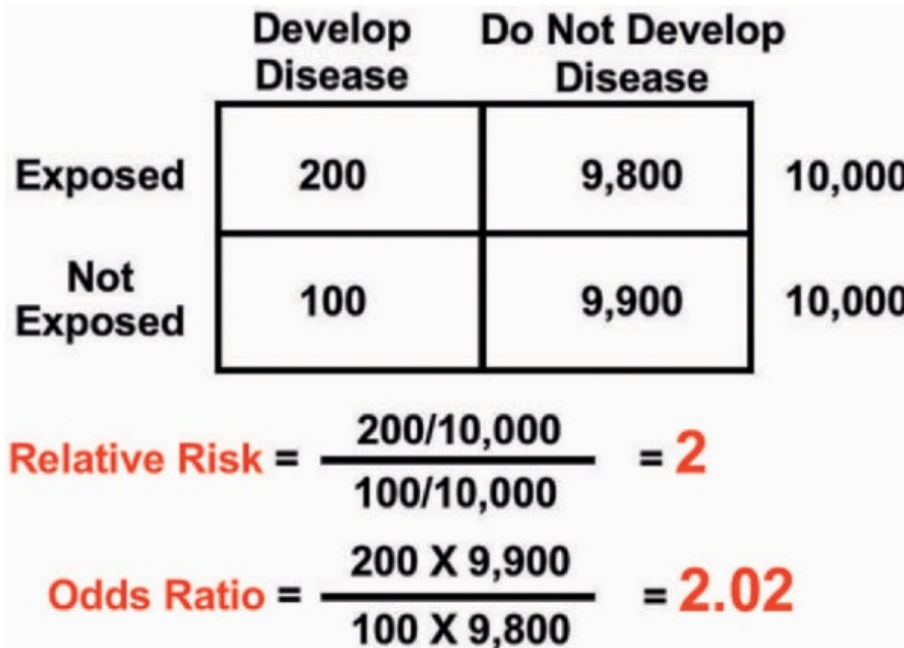 Develop Do Not Develop
Disease Disease
Exposed 200 9,800 10,000
Not
Exposed 100 9,900 10,000
Relative Risk = 200/10,000 = 2
100/10,000
Odds Ratio = 200 X 9,900 = 2.02
100 X 9,800